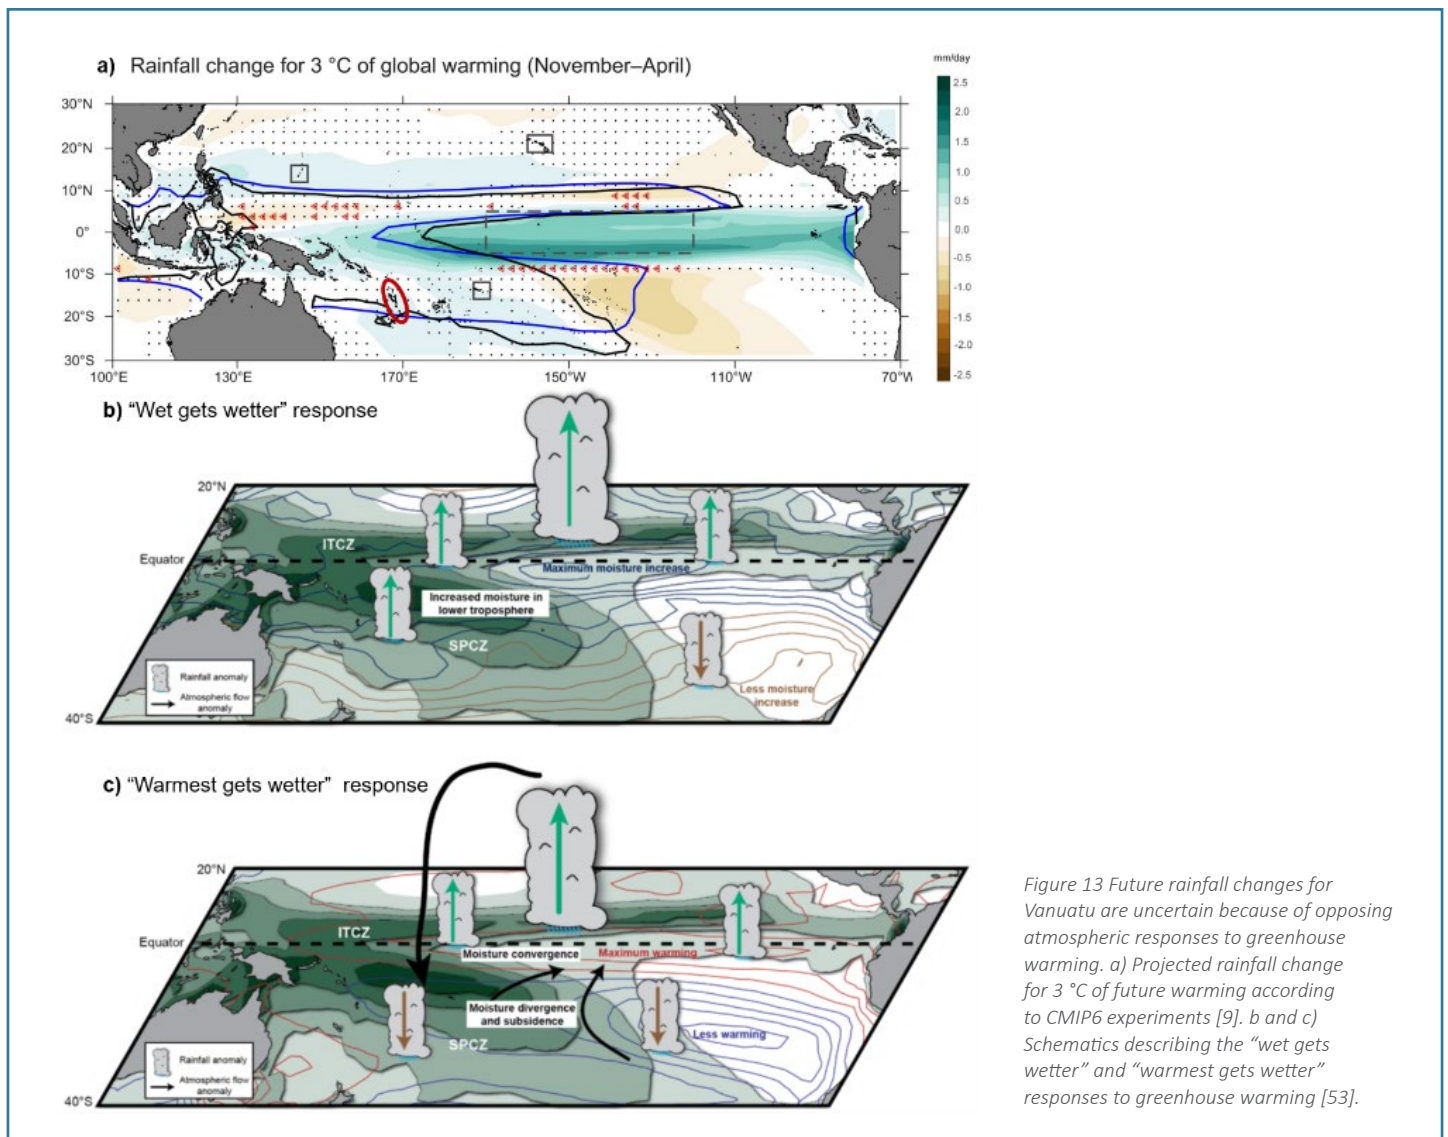 a) Rainfall change for 3 °C of global warming (November–April)
mm/day
30°N
20°N
10°N
0°
10°S
20°S
30°S
100°E
130°E
170°E
150°W
110°W
70°W
2.5
2.0
1.5
1.0
0.5
0.0
-0.5
-1.0
-1.5
-2.0
-2.5
b) “Wet gets wetter” response
20°N
ITCZ
Equator
Maximum moisture increase
Increased moisture in
lower troposphere
SPCZ
Rainfall anomaly
Atmospheric flow
anomaly
Less moisture
increase
40°S
c) “Warmest gets wetter” response
20°N
ITCZ
Equator
Moisture convergence
Maximum warming
Moisture divergence
and subsidence
SPCZ
Less warming
Rainfall anomaly
Atmospheric flow
anomaly
40°S
Figure 13 Future rainfall changes for
Vanuatu are uncertain because of opposing
atmospheric responses to greenhouse
warming. a) Projected rainfall change
for 3 °C of future warming according
to CMIP6 experiments [9]. b and c)
Schematics describing the “wet gets
wetter” and “warmest gets wetter”
responses to greenhouse warming [53].